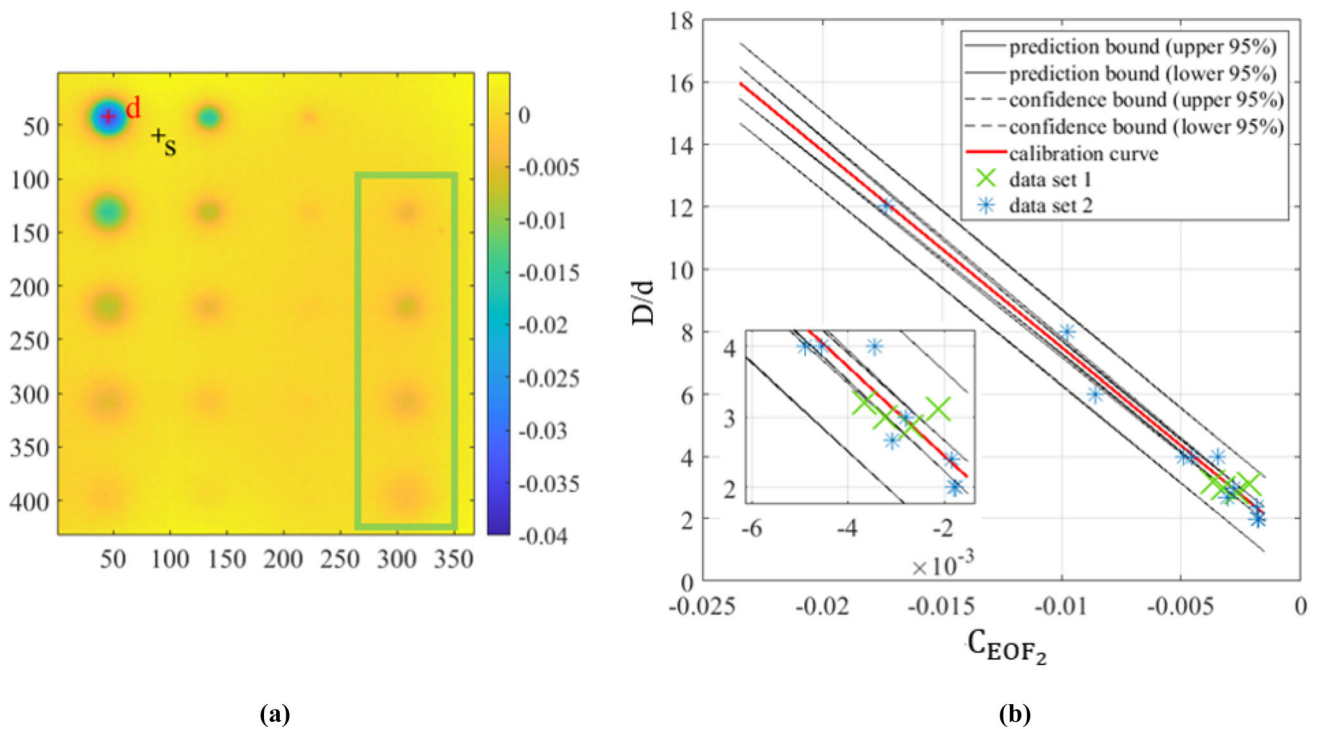 d
s
50
100
150
200
250
300
350
400
50 100 150 200 250 300 350
0
-0.005
-0.01
-0.015
-0.02
-0.025
-0.03
-0.035
-0.04
(a)
18
16
14
12
10
8
6
4
2
0
D/d
prediction bound (upper 95%)
prediction bound (lower 95%)
confidence bound (upper 95%)
confidence bound (lower 95%)
calibration curve
data set 1
data set 2
4
3
2
-6 -4 -2
×10⁻³
-0.025 -0.02 -0.015 -0.01 -0.005 0
C_EOF₂
(b)